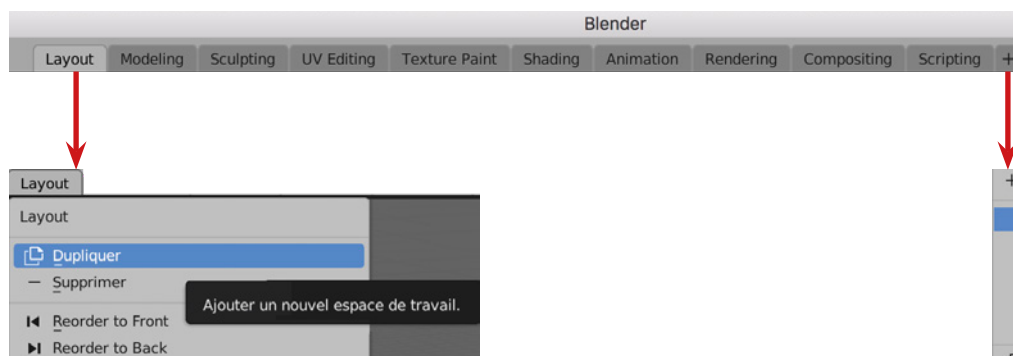 Blender
Layout Modeling Sculpting UV Editing Texture Paint Shading Animation Rendering Compositing Scripting +
Layout
+
Layout
Dupliquer
Supprimer
Ajouter un nouvel espace de travail.
Reorder to Front
Reorder to Back